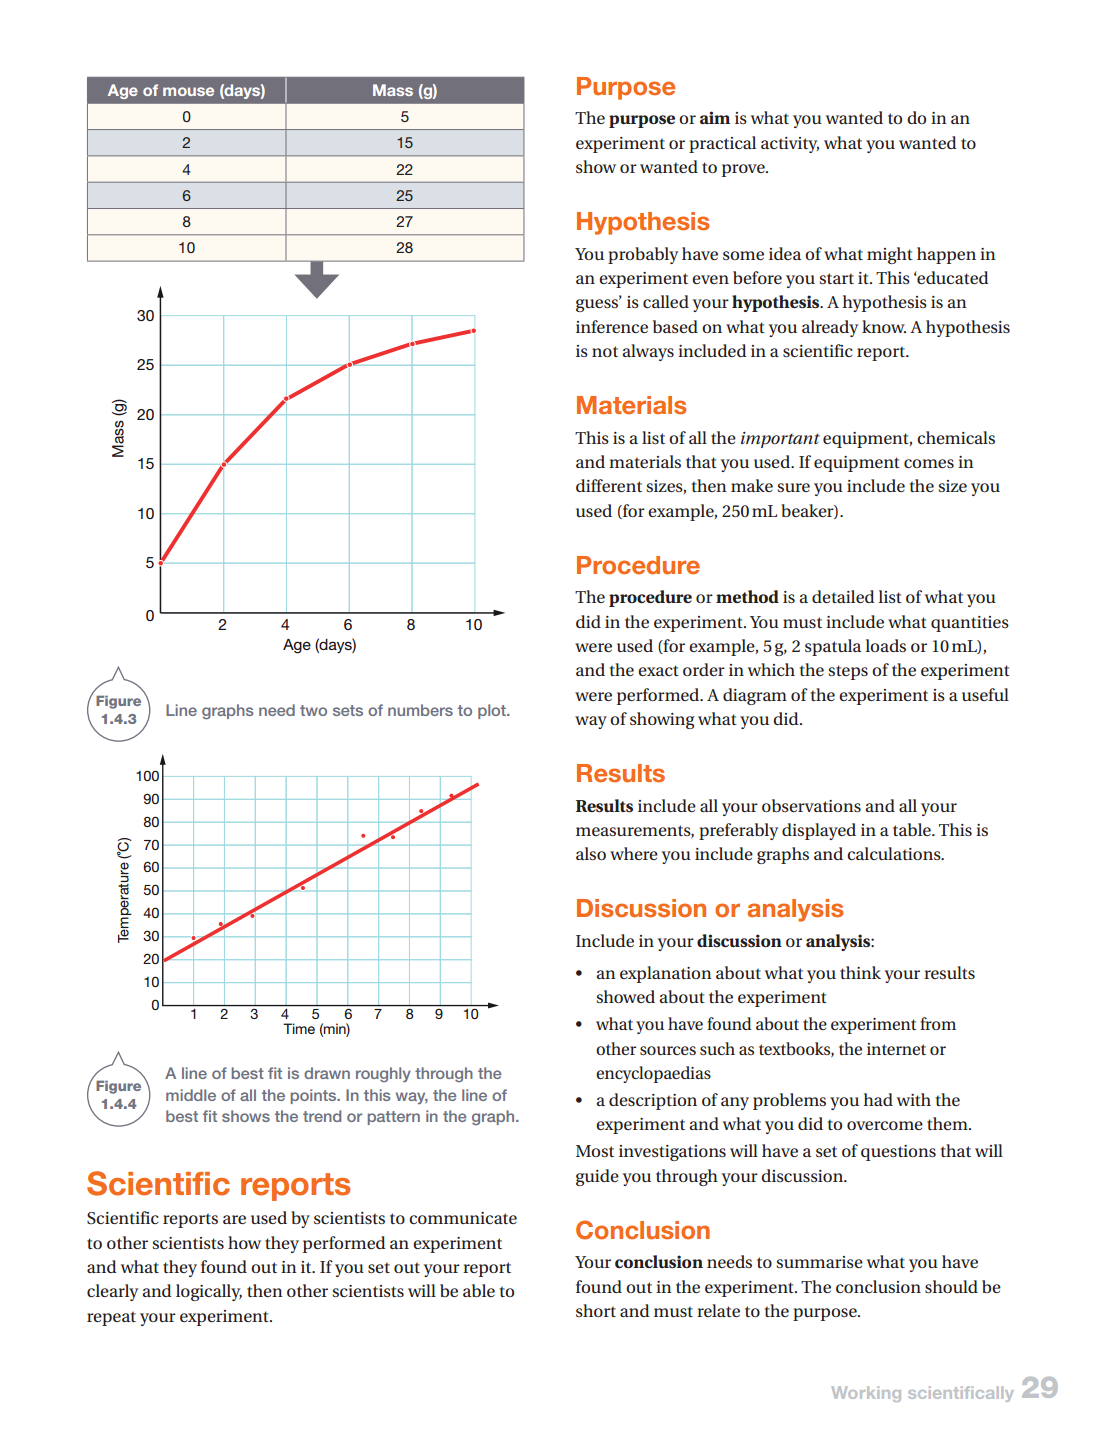 Age of mouse (days) Mass (g)
0 5
2 15
4 22
6 25
8 27
10 28
30
25
20
15
10
5
0
Mass (g)
2 4 6 8 10
Age (days)
Figure
1.4.3
Line graphs need two sets of numbers to plot.
100
90
80
70
60
50
40
30
20
10
0
Temperature (°C)
1 2 3 4 5 6 7 8 9 10
Time (min)
Figure
1.4.4
A line of best fit is drawn roughly through the
middle of all the points. In this way, the line of
best fit shows the trend or pattern in the graph.
Scientific reports
Scientific reports are used by scientists to communicate
to other scientists how they performed an experiment
and what they found out in it. If you set out your report
clearly and logically, then other scientists will be able to
repeat your experiment.
Purpose
The purpose or aim is what you wanted to do in an
experiment or practical activity, what you wanted to
show or wanted to prove.
Hypothesis
You probably have some idea of what might happen in
an experiment even before you start it. This ‘educated
guess’ is called your hypothesis. A hypothesis is an
inference based on what you already know. A hypothesis
is not always included in a scientific report.
Materials
This is a list of all the important equipment, chemicals
and materials that you used. If equipment comes in
different sizes, then make sure you include the size you
used (for example, 250 mL beaker).
Procedure
The procedure or method is a detailed list of what you
did in the experiment. You must include what quantities
were used (for example, 5 g, 2 spatula loads or 10 mL),
and the exact order in which the steps of the experiment
were performed. A diagram of the experiment is a useful
way of showing what you did.
Results
Results include all your observations and all your
measurements, preferably displayed in a table. This is
also where you include graphs and calculations.
Discussion or analysis
Include in your discussion or analysis:
• an explanation about what you think your results
showed about the experiment
• what you have found about the experiment from
other sources such as textbooks, the internet or
encyclopaedias
• a description of any problems you had with the
experiment and what you did to overcome them.
Most investigations will have a set of questions that will
guide you through your discussion.
Conclusion
Your conclusion needs to summarise what you have
found out in the experiment. The conclusion should be
short and must relate to the purpose.
Working scientifically 29